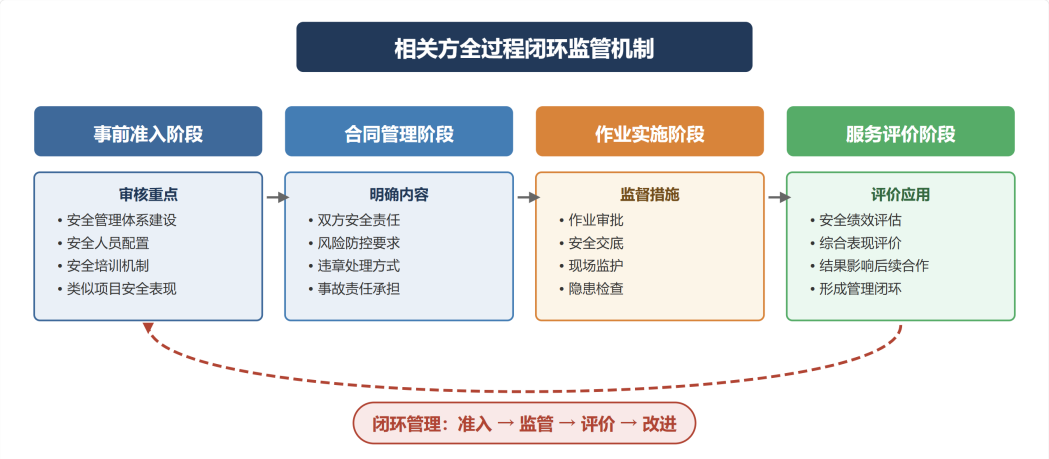 相关方全过程闭环监管机制
事前准入阶段
审核重点
• 安全管理体系建设
• 安全人员配置
• 安全培训机制
• 类似项目安全表现
合同管理阶段
明确内容
• 双方安全责任
• 风险防控要求
• 违章处理方式
• 事故责任承担
作业实施阶段
监督措施
• 作业审批
• 安全交底
• 现场监护
• 隐患检查
服务评价阶段
评价应用
• 安全绩效评估
• 综合表现评价
• 结果影响后续合作
• 形成管理闭环
闭环管理：准入 → 监管 → 评价 → 改进